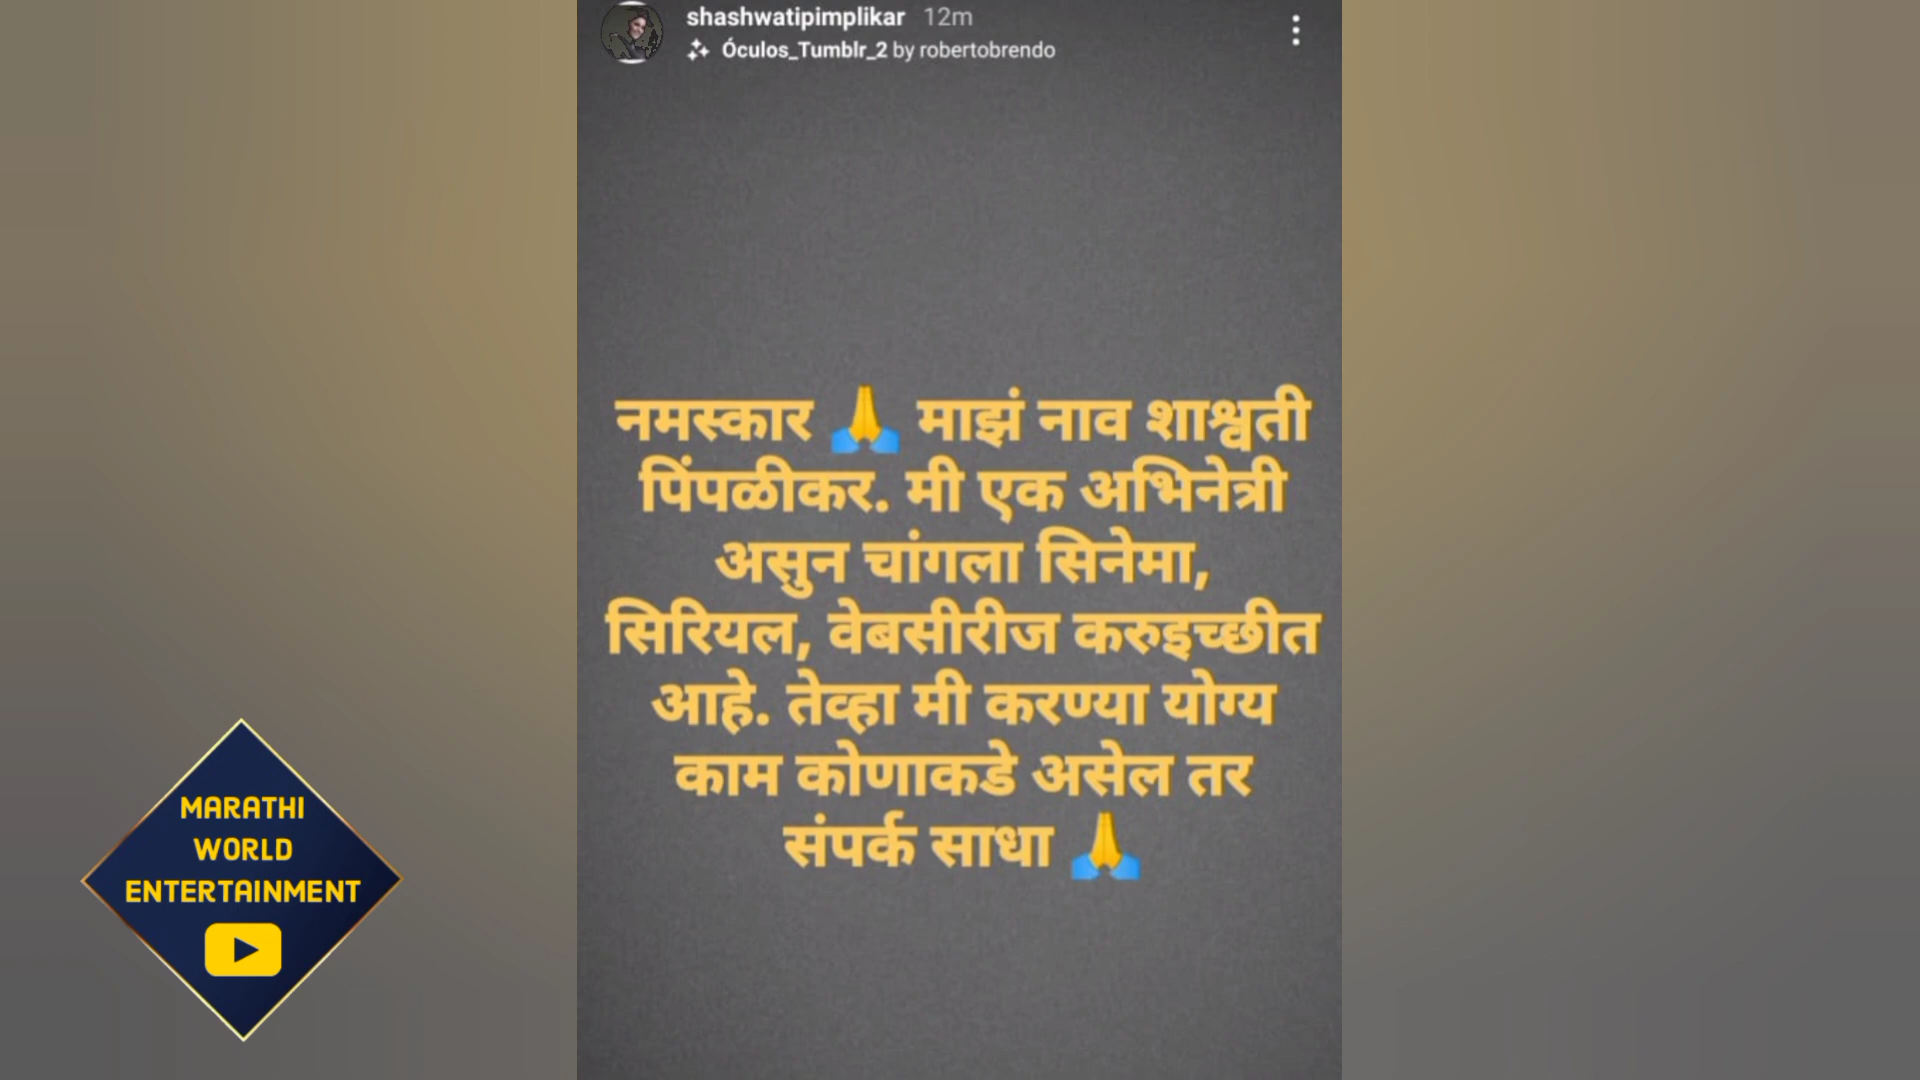 shashwatipimplikar 12m
Óculos_Tumblr_2 by robertobrendo
नमस्कार 🙏 माझं नाव शाश्वती
पिंपळीकर. मी एक अभिनेत्री
असुन चांगला सिनेमा,
सिरियल, वेबसीरीज करुइच्छीत
आहे. तेव्हा मी करण्या योग्य
काम कोणाकडे असेल तर
संपर्क साधा 🙏
MARATHI
WORLD
ENTERTAINMENT